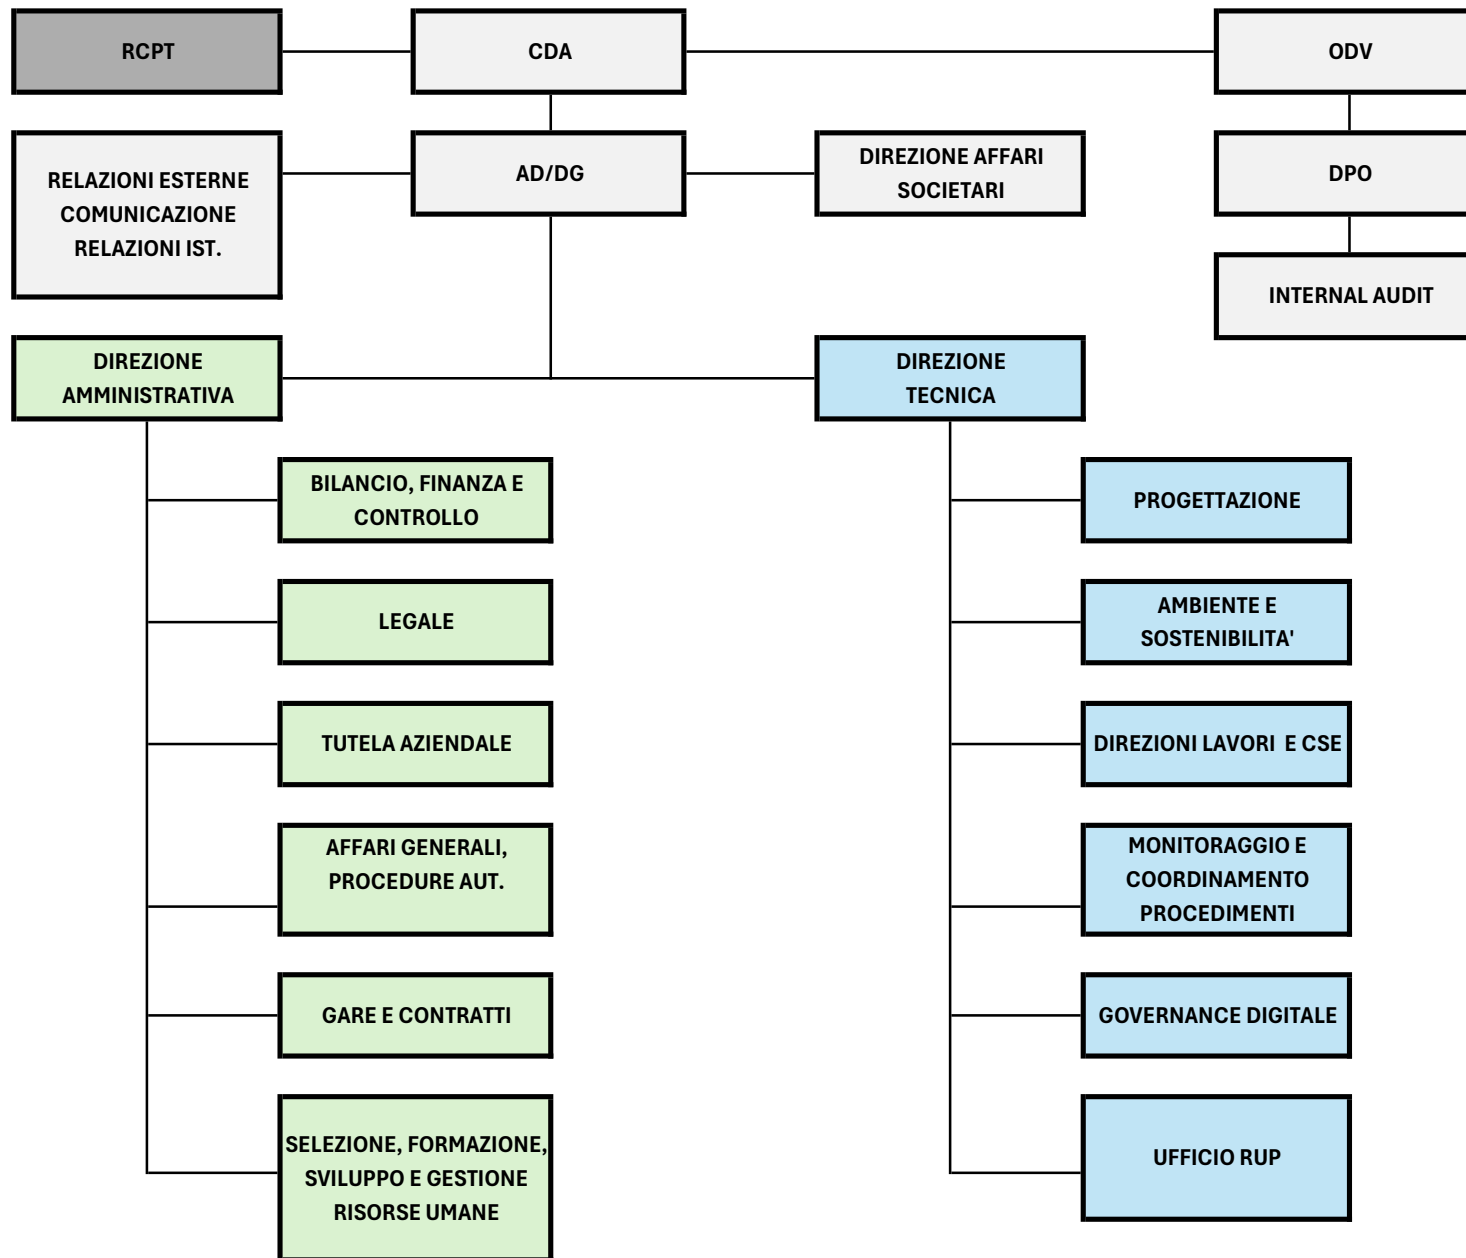 RCPT
CDA
ODV
RELAZIONI ESTERNE
COMUNICAZIONE
RELAZIONI IST.
AD/DG
DIREZIONE AFFARI
SOCIETARI
DPO
INTERNAL AUDIT
DIREZIONE
AMMINISTRATIVA
DIREZIONE
TECNICA
BILANCIO, FINANZA E
CONTROLLO
PROGETTAZIONE
LEGALE
AMBIENTE E
SOSTENIBILITA'
TUTELA AZIENDALE
DIREZIONI LAVORI E CSE
AFFARI GENERALI,
PROCEDURE AUT.
MONITORAGGIO E
COORDINAMENTO
PROCEDIMENTI
GARE E CONTRATTI
GOVERNANCE DIGITALE
SELEZIONE, FORMAZIONE,
SVILUPPO E GESTIONE
RISORSE UMANE
UFFICIO RUP